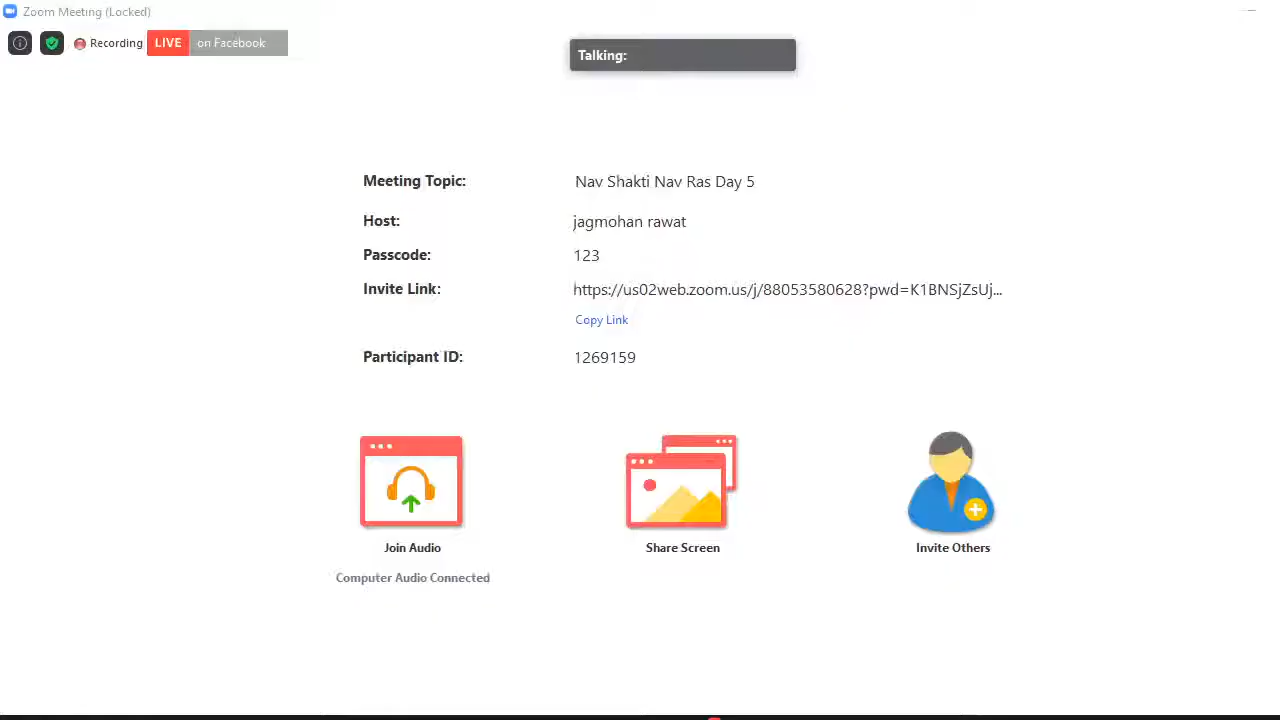 Zoom Meeting (Locked)
Recording LIVE on Facebook
Talking:
Meeting Topic: Nav Shakti Nav Ras Day 5
Host: jagmohan rawat
Passcode: 123
Invite Link: https://us02web.zoom.us/j/88053580628?pwd=K1BNSjZsUj...
Copy Link
Participant ID: 1269159
Join Audio Share Screen Invite Others
Computer Audio Connected